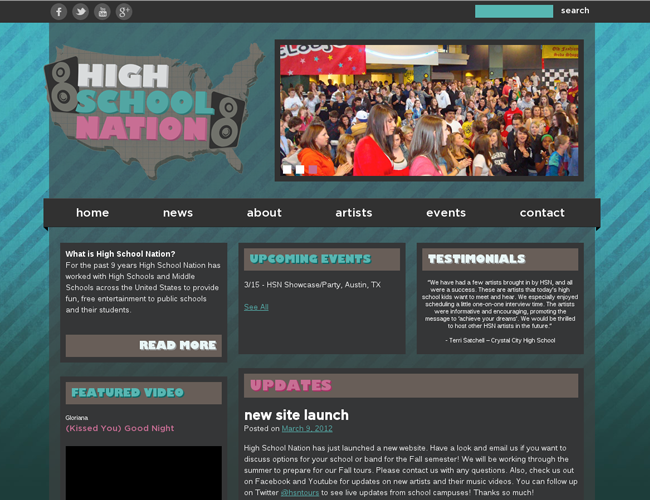 search
HIGH
SCHOOL
NATION
home news about artists events contact
What is High School Nation?
For the past 9 years High School Nation has
worked with High Schools and Middle
Schools across the United States to provide
fun, free entertainment to public schools
and their students.
READ MORE
UPCOMING EVENTS
3/15 - HSN Showcase/Party, Austin, TX
See All
TESTIMONIALS
"We have had a few artists brought in by HSN, and all
were a success. These are artists that today's high
school kids want to meet and hear. We especially enjoyed
scheduling a little one-on-one interview time. The artists
were informative and encouraging, promoting the
message to 'achieve your dreams'. We would be thrilled
to host other HSN artists in the future."
- Terri Satchell – Crystal City High School
FEATURED VIDEO
Gloriana
(Kissed You) Good Night
UPDATES
new site launch
Posted on March 9, 2012
High School Nation has just launched a new website. Have a look and email us if you want to
discuss options for your school or band for the Fall semester! We will be working through the
summer to prepare for our Fall tours. Please contact us with any questions. Also, check us out
on Facebook and Youtube for updates on new artists and their music videos. You can follow up
on Twitter @hsntours to see live updates from school campuses! Thanks so much!